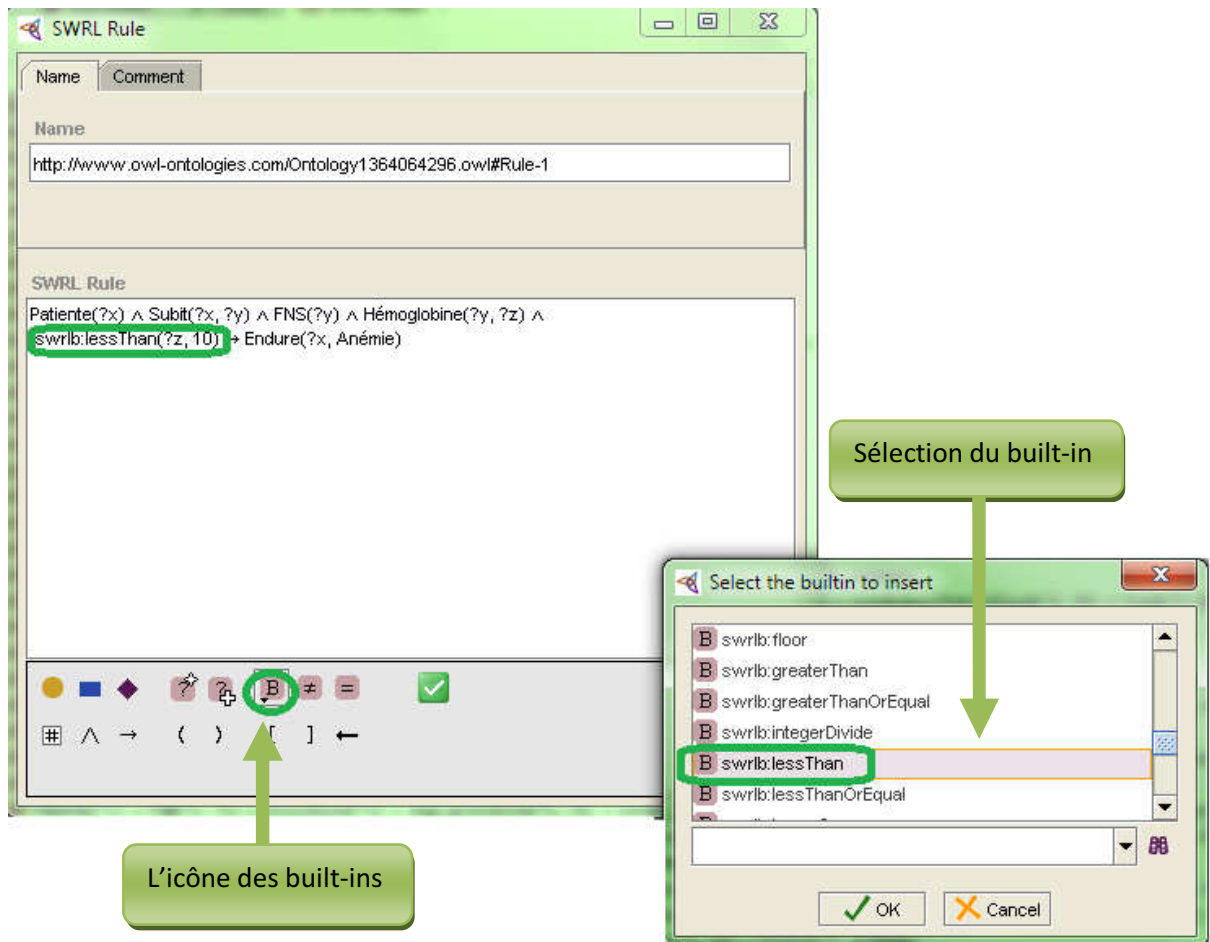 SWRL Rule
Name
Comment
Name
http://www.owl-ontologies.com/Ontology1364064296.owl#Rule-1
SWRL Rule
Patiente(?x) ∧ Subit(?x, ?y) ∧ FNS(?y) ∧ Hémoglobine(?y, ?z) ∧
swrlb:lessThan(?z, 10) → Endure(?x, Anémie)
? ? B ≠ =
# ∧ → ( ) [ ] ←
L’icône des built-ins
Sélection du built-in
Select the builtin to insert
B swrlb:floor
B swrlb:greaterThan
B swrlb:greaterThanOrEqual
B swrlb:integerDivide
B swrlb:lessThan
B swrlb:lessThanOrEqual
OK
Cancel